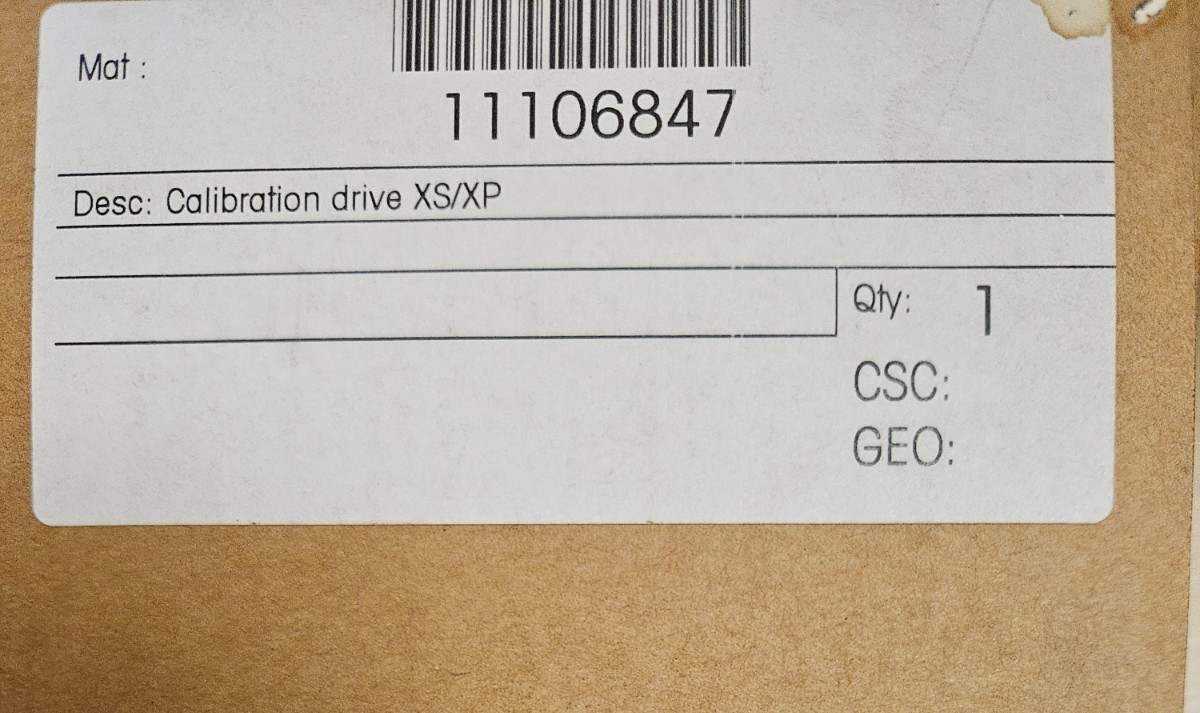 Mat :
11106847
Desc: Calibration drive XS/XP
Qty: 1
CSC:
GEO: